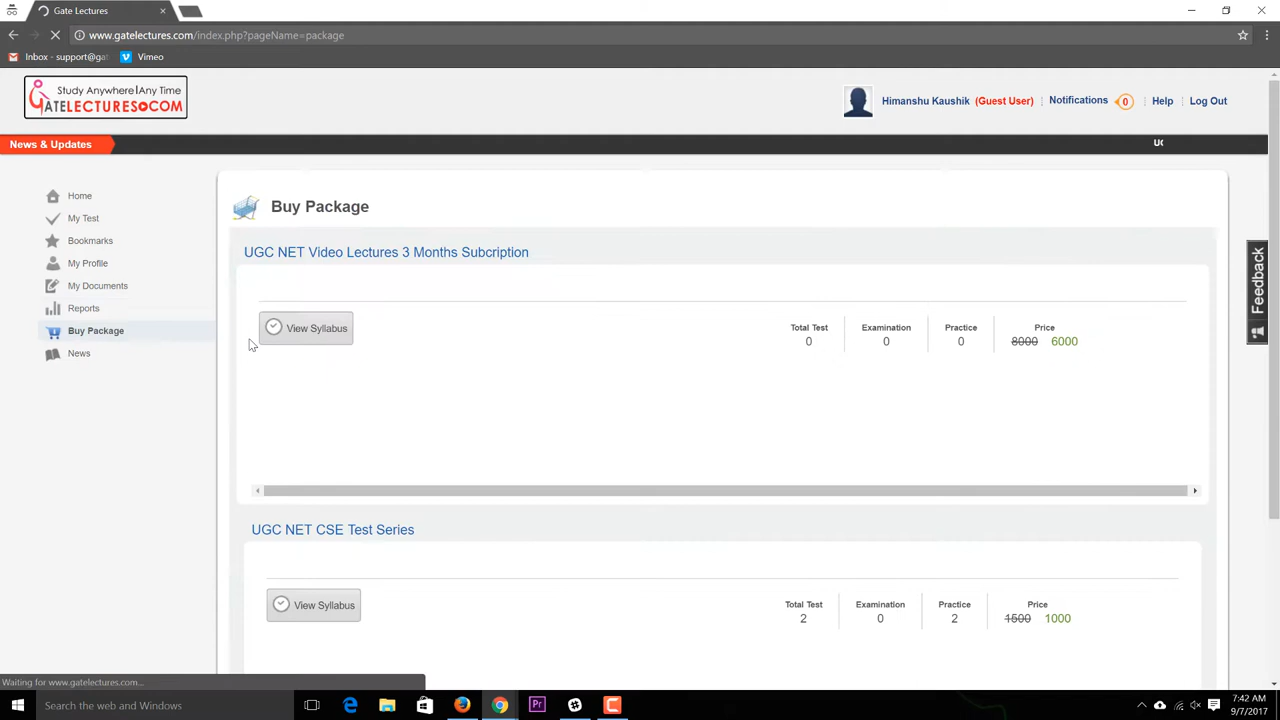 Gate Lectures
www.gatelectures.com/index.php?pageName=package
Inbox - support@gat
Vimeo
Study Anywhere|Any Time
GATELECTURES.COM
Himanshu Kaushik (Guest User)
Notifications 0
Help
Log Out
News & Updates
Home
My Test
Bookmarks
My Profile
My Documents
Reports
Buy Package
News
Buy Package
UGC NET Video Lectures 3 Months Subcription
View Syllabus
Total Test Examination Practice Price
0 0 0 8000 6000
UGC NET CSE Test Series
View Syllabus
Total Test Examination Practice Price
2 0 2 1500 1000
Feedback
Waiting for www.gatelectures.com...
Search the web and Windows
7:42 AM
9/7/2017